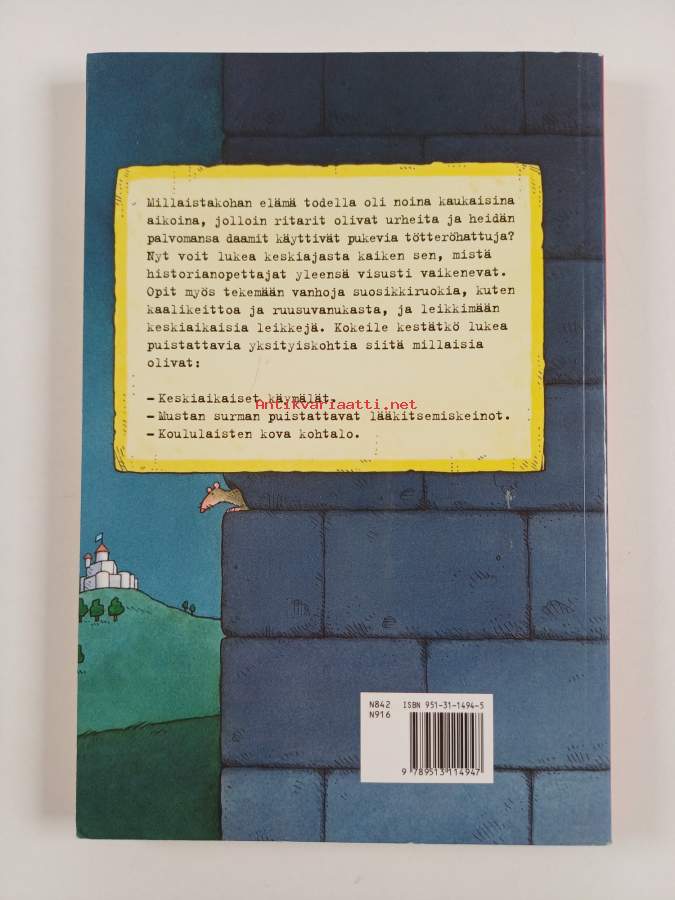 Millaistakohan elämä todella oli noina kaukaisina
aikoina, jolloin ritarit olivat urheita ja heidän
palvomansa daamit käyttivät pukevia tötteröhattuja?
Nyt voit lukea keskiajasta kaiken sen, mistä
historianopettajat yleensä visusti vaikenevat.
Opit myös tekemään vanhoja suosikkiruokia, kuten
kaalikeittoa ja ruusuvanukasta, ja leikkimään
keskiaikaisia leikkejä. Kokeile kestätkö lukea
puistattavia yksityiskohtia siitä millaisia
olivat:
– Keskiaikaiset käymälät.
Antikvariaatti.net
– Mustan surman puistattavat lääkitsemiskeinot.
– Koululaisten kova kohtalo.
N842 ISBN 951-31-1494-5
N916
9 789513 114947